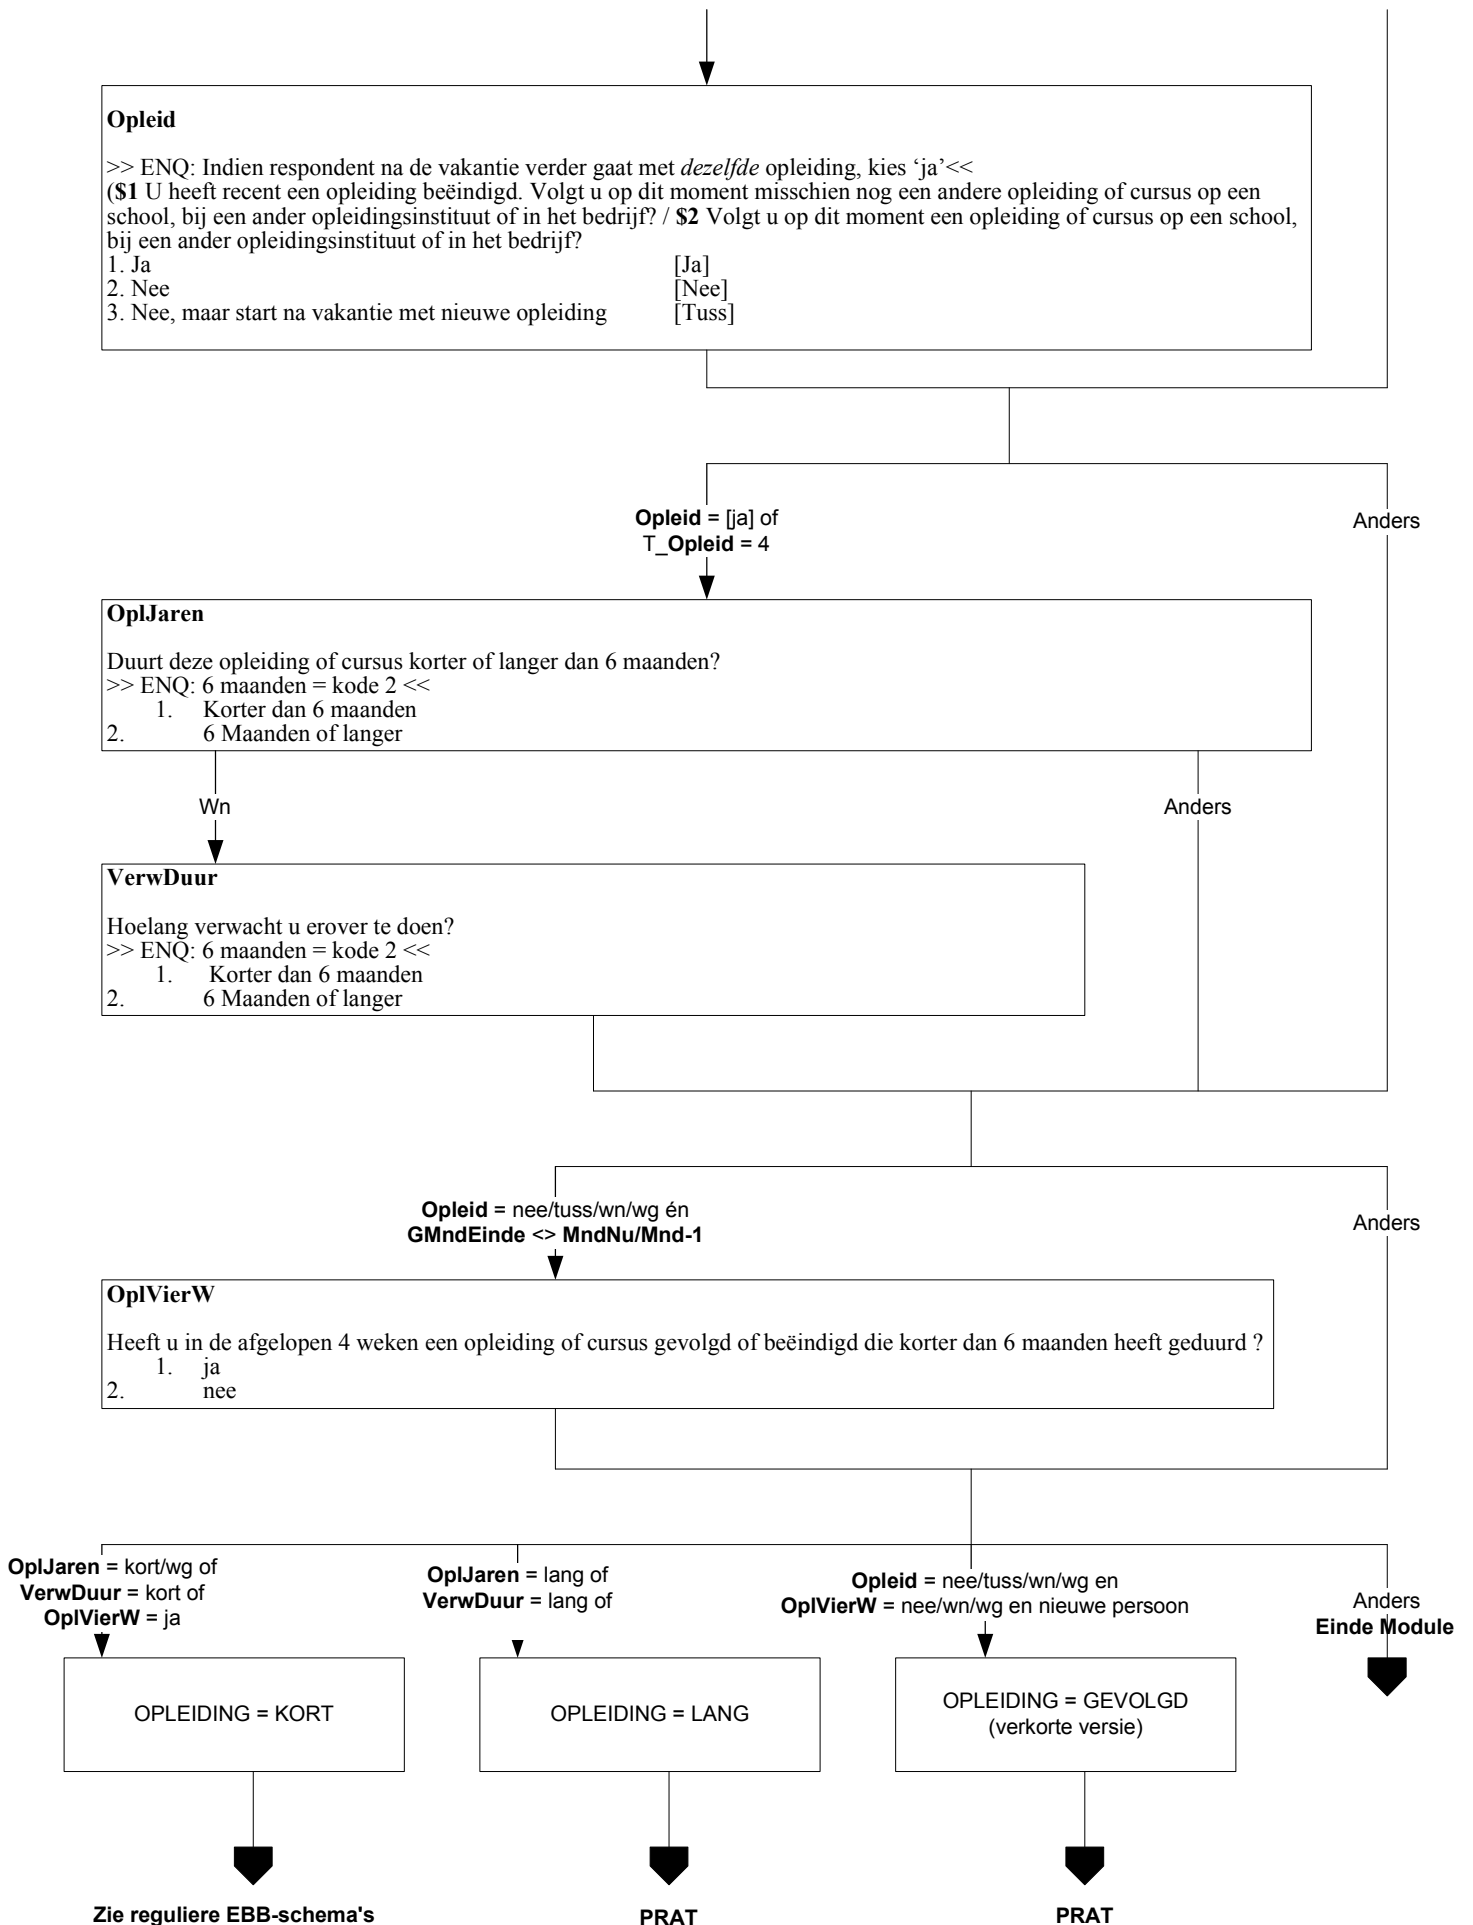 Opleid
>> ENQ: Indien respondent na de vakantie verder gaat met dezelfde opleiding, kies ‘ja’<<
($1 U heeft recent een opleiding beëindigd. Volgt u op dit moment misschien nog een andere opleiding of cursus op een
school, bij een ander opleidingsinstituut of in het bedrijf? / $2 Volgt u op dit moment een opleiding of cursus op een school,
bij een ander opleidingsinstituut of in het bedrijf?
1. Ja [Ja]
2. Nee [Nee]
3. Nee, maar start na vakantie met nieuwe opleiding [Tuss]
Opleid = [ja] of
T_Opleid = 4
Anders
OplJaren
Duurt deze opleiding of cursus korter of langer dan 6 maanden?
>> ENQ: 6 maanden = kode 2 <<
1. Korter dan 6 maanden
2. 6 Maanden of langer
Wn
Anders
VerwDuur
Hoelang verwacht u erover te doen?
>> ENQ: 6 maanden = kode 2 <<
1. Korter dan 6 maanden
2. 6 Maanden of langer
Opleid = nee/tuss/wn/wg én
GMndEinde <> MndNu/Mnd-1
Anders
OplVierW
Heeft u in de afgelopen 4 weken een opleiding of cursus gevolgd of beëindigd die korter dan 6 maanden heeft geduurd ?
1. ja
2. nee
OplJaren = kort/wg of
VerwDuur = kort of
OplVierW = ja
OplJaren = lang of
VerwDuur = lang of
Opleid = nee/tuss/wn/wg en
OplVierW = nee/wn/wg en nieuwe persoon
Anders
Einde Module
OPLEIDING = KORT
OPLEIDING = LANG
OPLEIDING = GEVOLGD
(verkorte versie)
Zie reguliere EBB-schema's
PRAT
PRAT